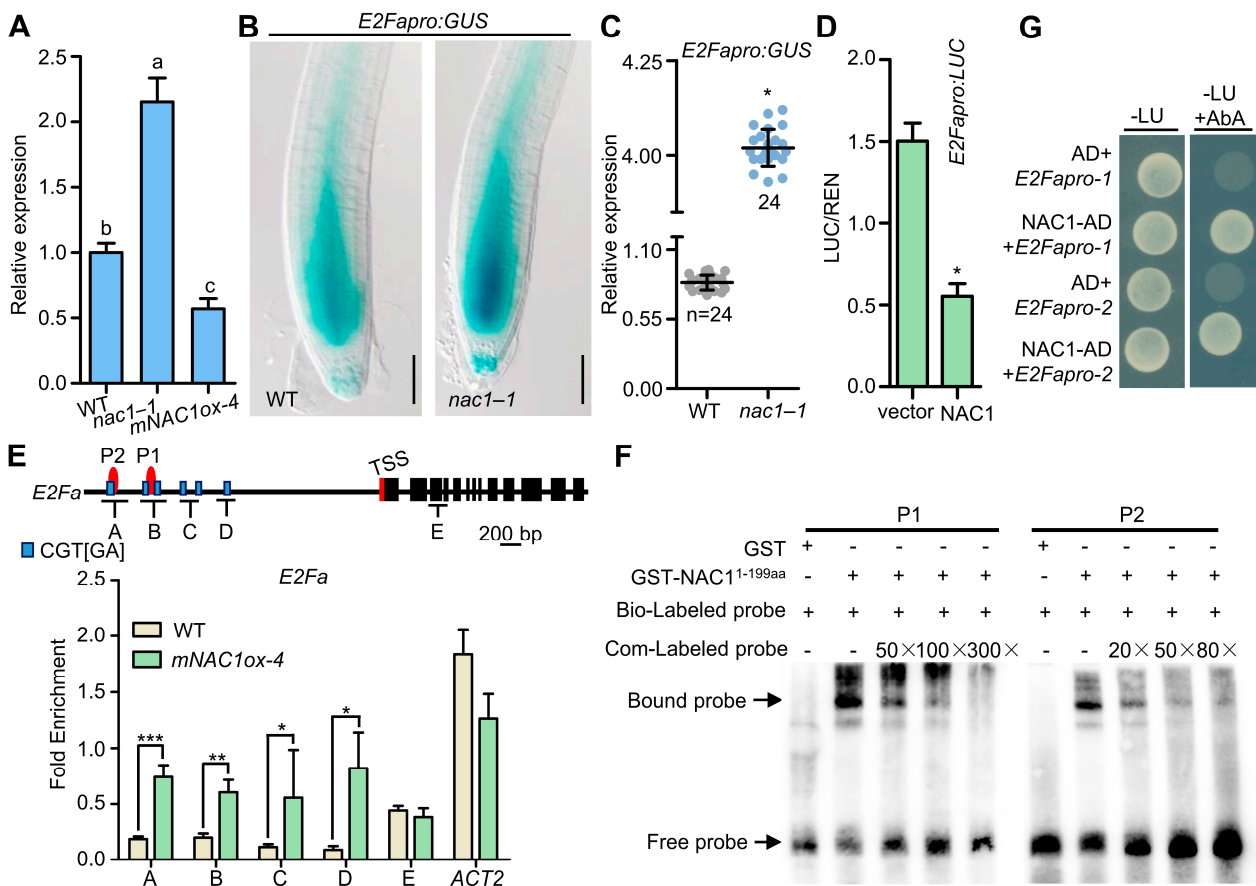 A
Relative expression
2.5
2.0
1.5
1.0
0.5
0.0
b
a
c
WT
nac1–1
mNAC1ox-4
B
E2Fapro:GUS
WT
nac1–1
C
E2Fapro:GUS
Relative expression
4.25
4.00
1.10
0.55
0.00
*
24
n=24
WT
nac1–1
D
E2Fapro:LUC
LUC/REN
2.0
1.5
1.0
0.5
0.0
*
vector NAC1
G
-LU
-LU
+AbA
AD+
E2Fapro-1
NAC1-AD
+E2Fapro-1
AD+
E2Fapro-2
NAC1-AD
+E2Fapro-2
E
P2 P1
TSS
E2Fa
A B C D E
200 bp
CGT[GA]
E2Fa
Fold Enrichment
2.5
2.0
1.5
1.0
0.5
0.0
WT
mNAC1ox-4
*** ** * *
A B C D E ACT2
F
P1 P2
GST + - - - - + - - - -
GST-NAC11-199aa - + + + + - + + + +
Bio-Labeled probe + + + + + + + + + +
Com-Labeled probe - - 50× 100× 300× - - 20× 50× 80×
Bound probe
Free probe